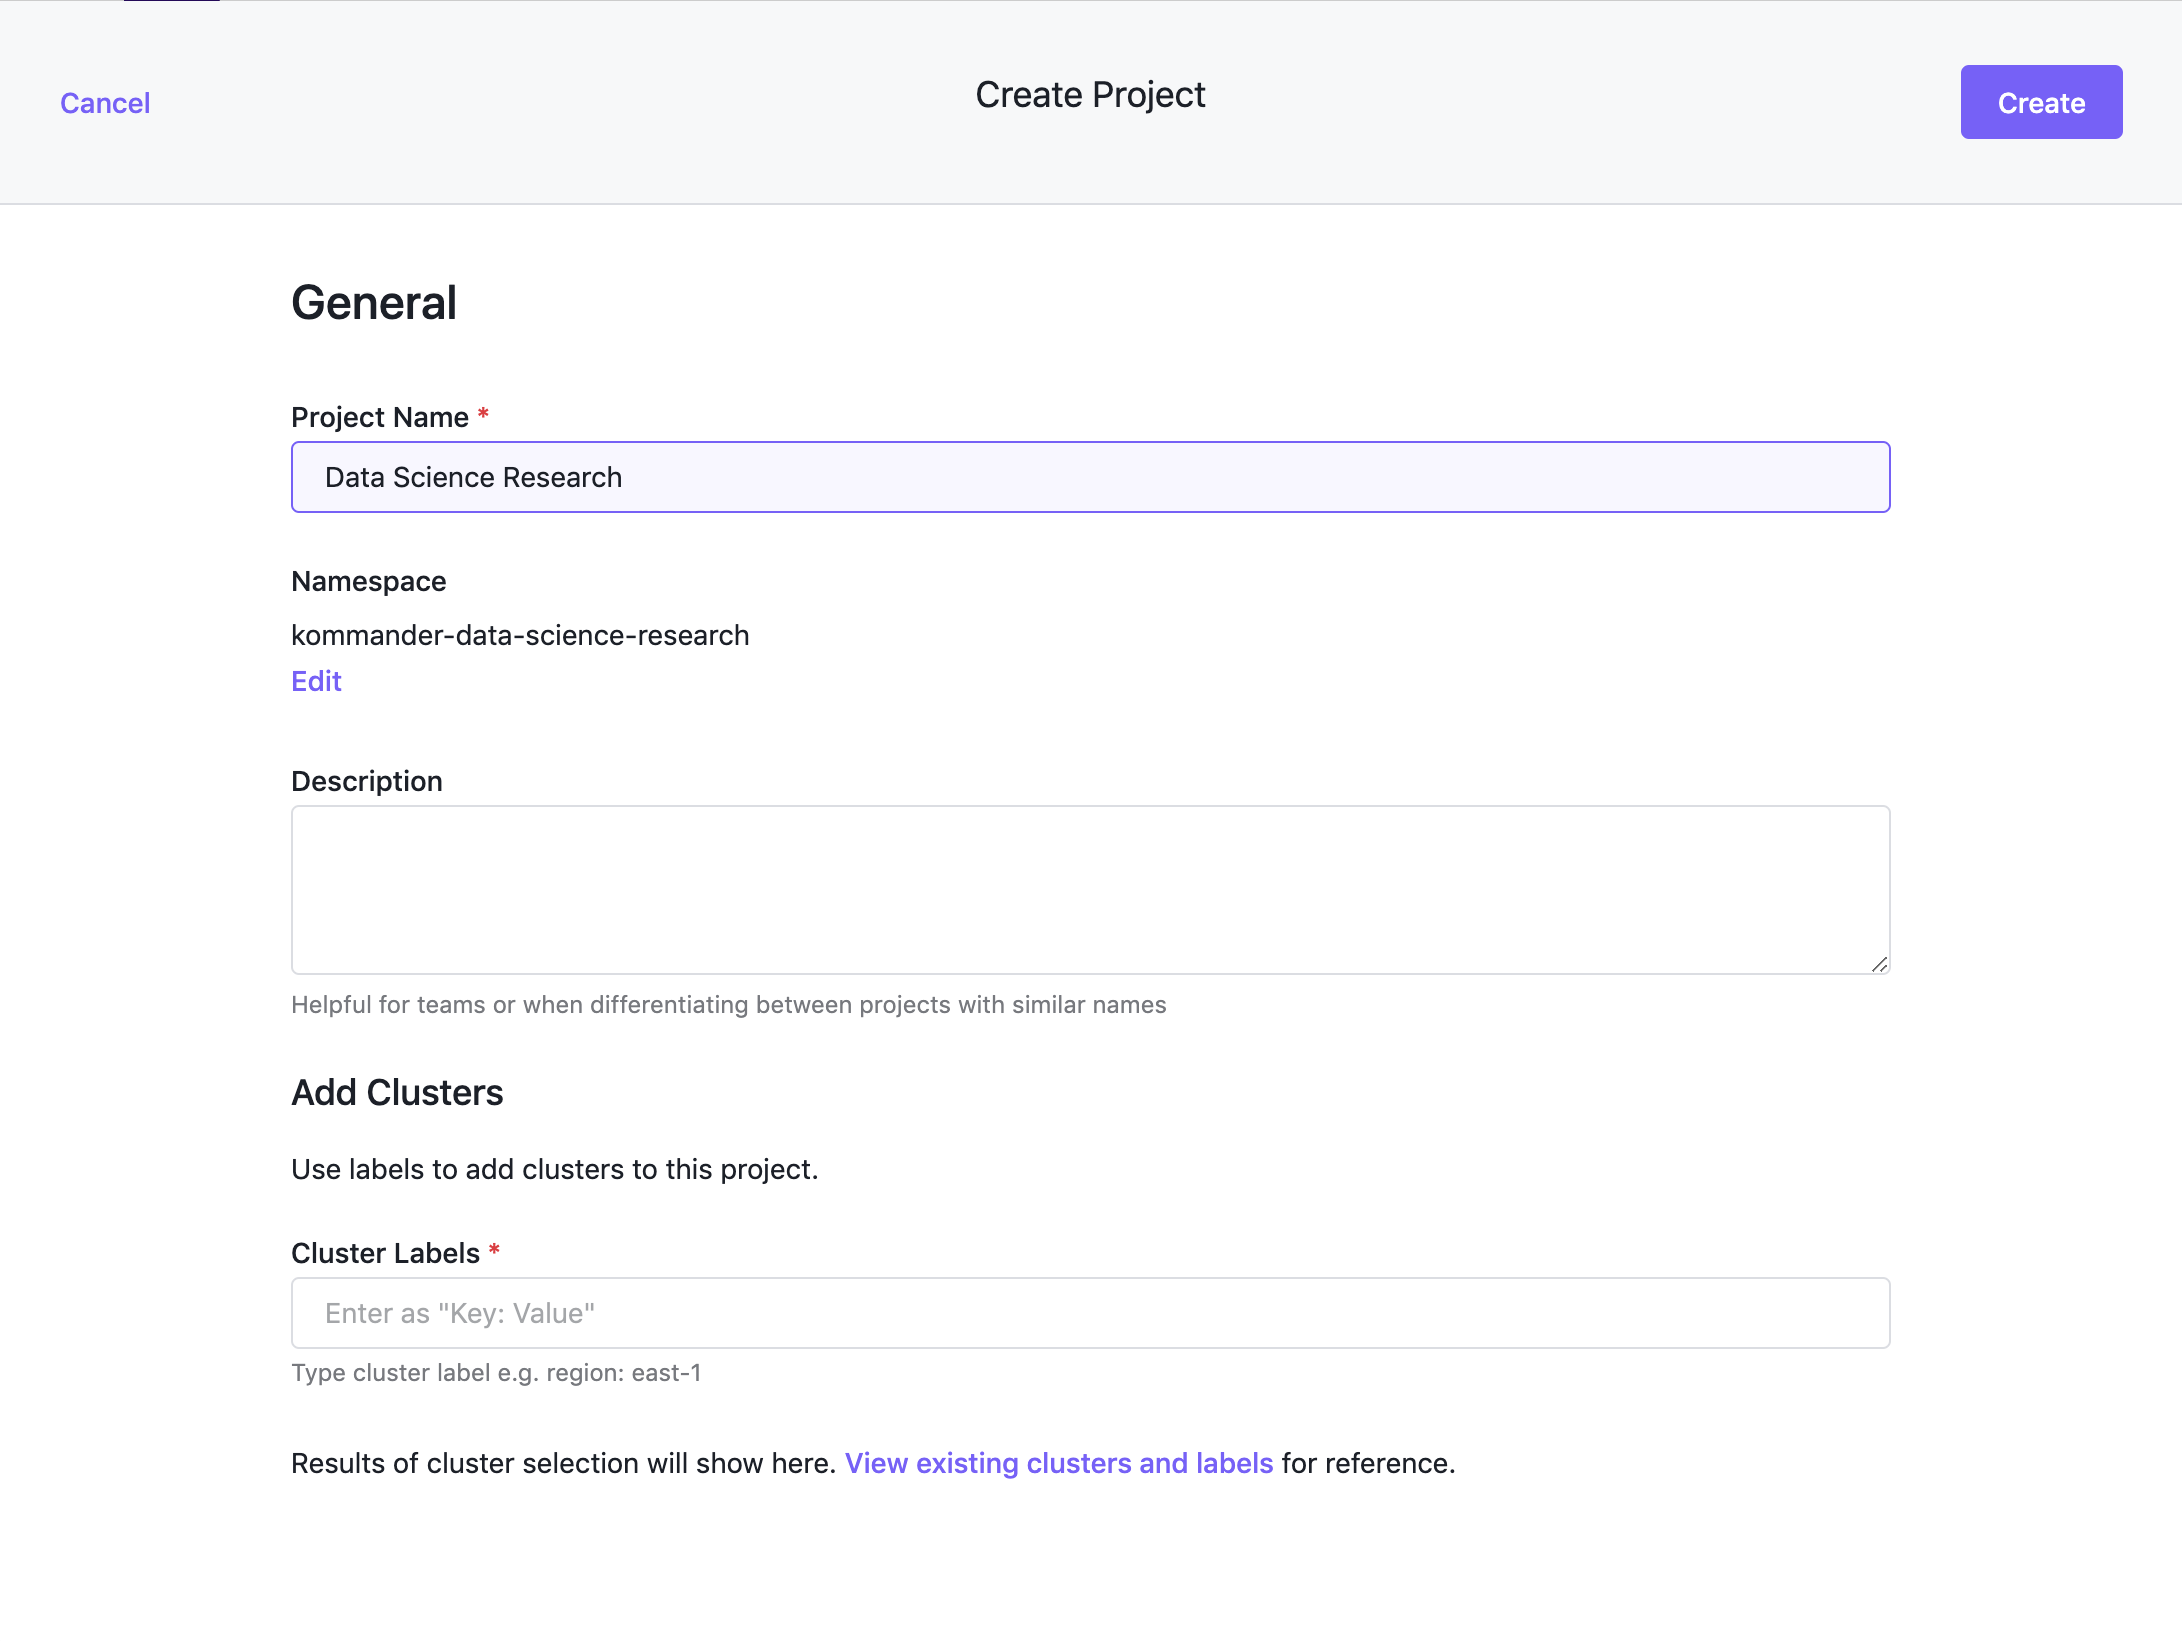 Cancel
Create Project
Create
General
Project Name *
Data Science Research
Namespace
kommander-data-science-research
Edit
Description
Helpful for teams or when differentiating between projects with similar names
Add Clusters
Use labels to add clusters to this project.
Cluster Labels *
Enter as "Key: Value"
Type cluster label e.g. region: east-1
Results of cluster selection will show here. View existing clusters and labels for reference.